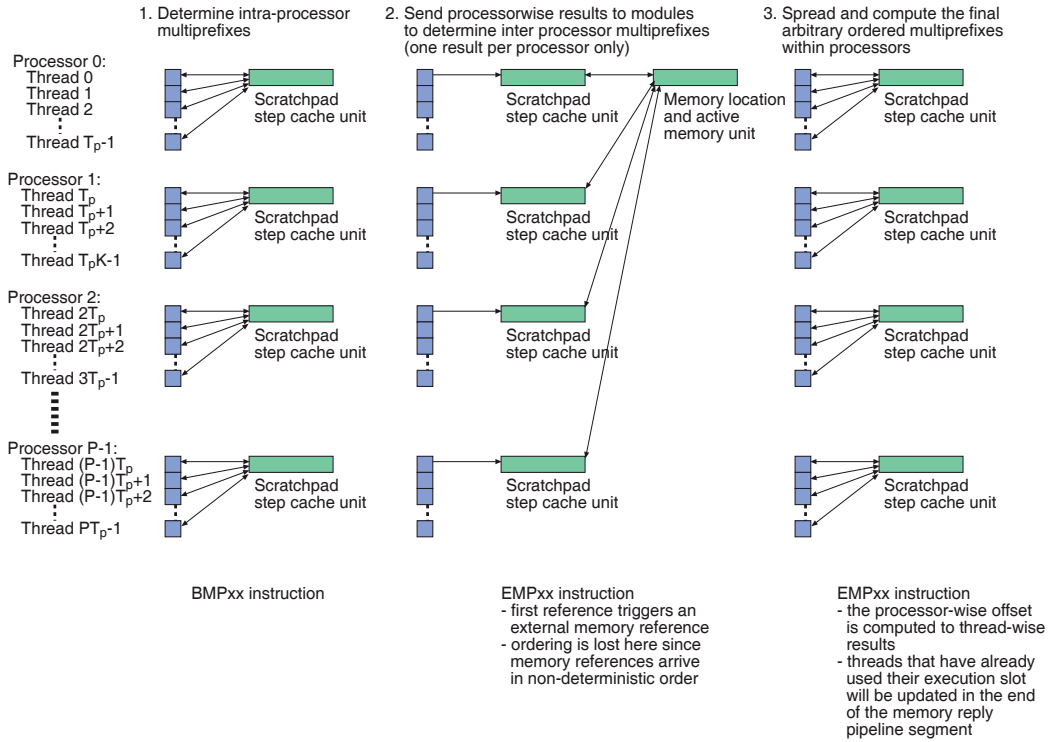 1. Determine intra-processor
multiprefixes
2. Send processorwise results to modules
to determine inter processor multiprefixes
(one result per processor only)
3. Spread and compute the final
arbitrary ordered multiprefixes
within processors
Processor 0:
Thread 0
Thread 1
Thread 2
Thread Tp-1
Scratchpad
step cache unit
Scratchpad
step cache unit
Memory location
and active
memory unit
Scratchpad
step cache unit
Processor 1:
Thread Tp
Thread Tp+1
Thread Tp+2
Thread TpK-1
Scratchpad
step cache unit
Scratchpad
step cache unit
Scratchpad
step cache unit
Processor 2:
Thread 2Tp
Thread 2Tp+1
Thread 2Tp+2
Thread 3Tp-1
Scratchpad
step cache unit
Scratchpad
step cache unit
Scratchpad
step cache unit
Processor P-1:
Thread (P-1)Tp
Thread (P-1)Tp+1
Thread (P-1)Tp+2
Thread PTp-1
Scratchpad
step cache unit
Scratchpad
step cache unit
Scratchpad
step cache unit
BMPxx instruction
EMPxx instruction
- first reference triggers an
external memory reference
- ordering is lost here since
memory references arrive
in non-deterministic order
EMPxx instruction
- the processor-wise offset
is computed to thread-wise
results
- threads that have already
used their execution slot
will be updated in the end
of the memory reply
pipeline segment